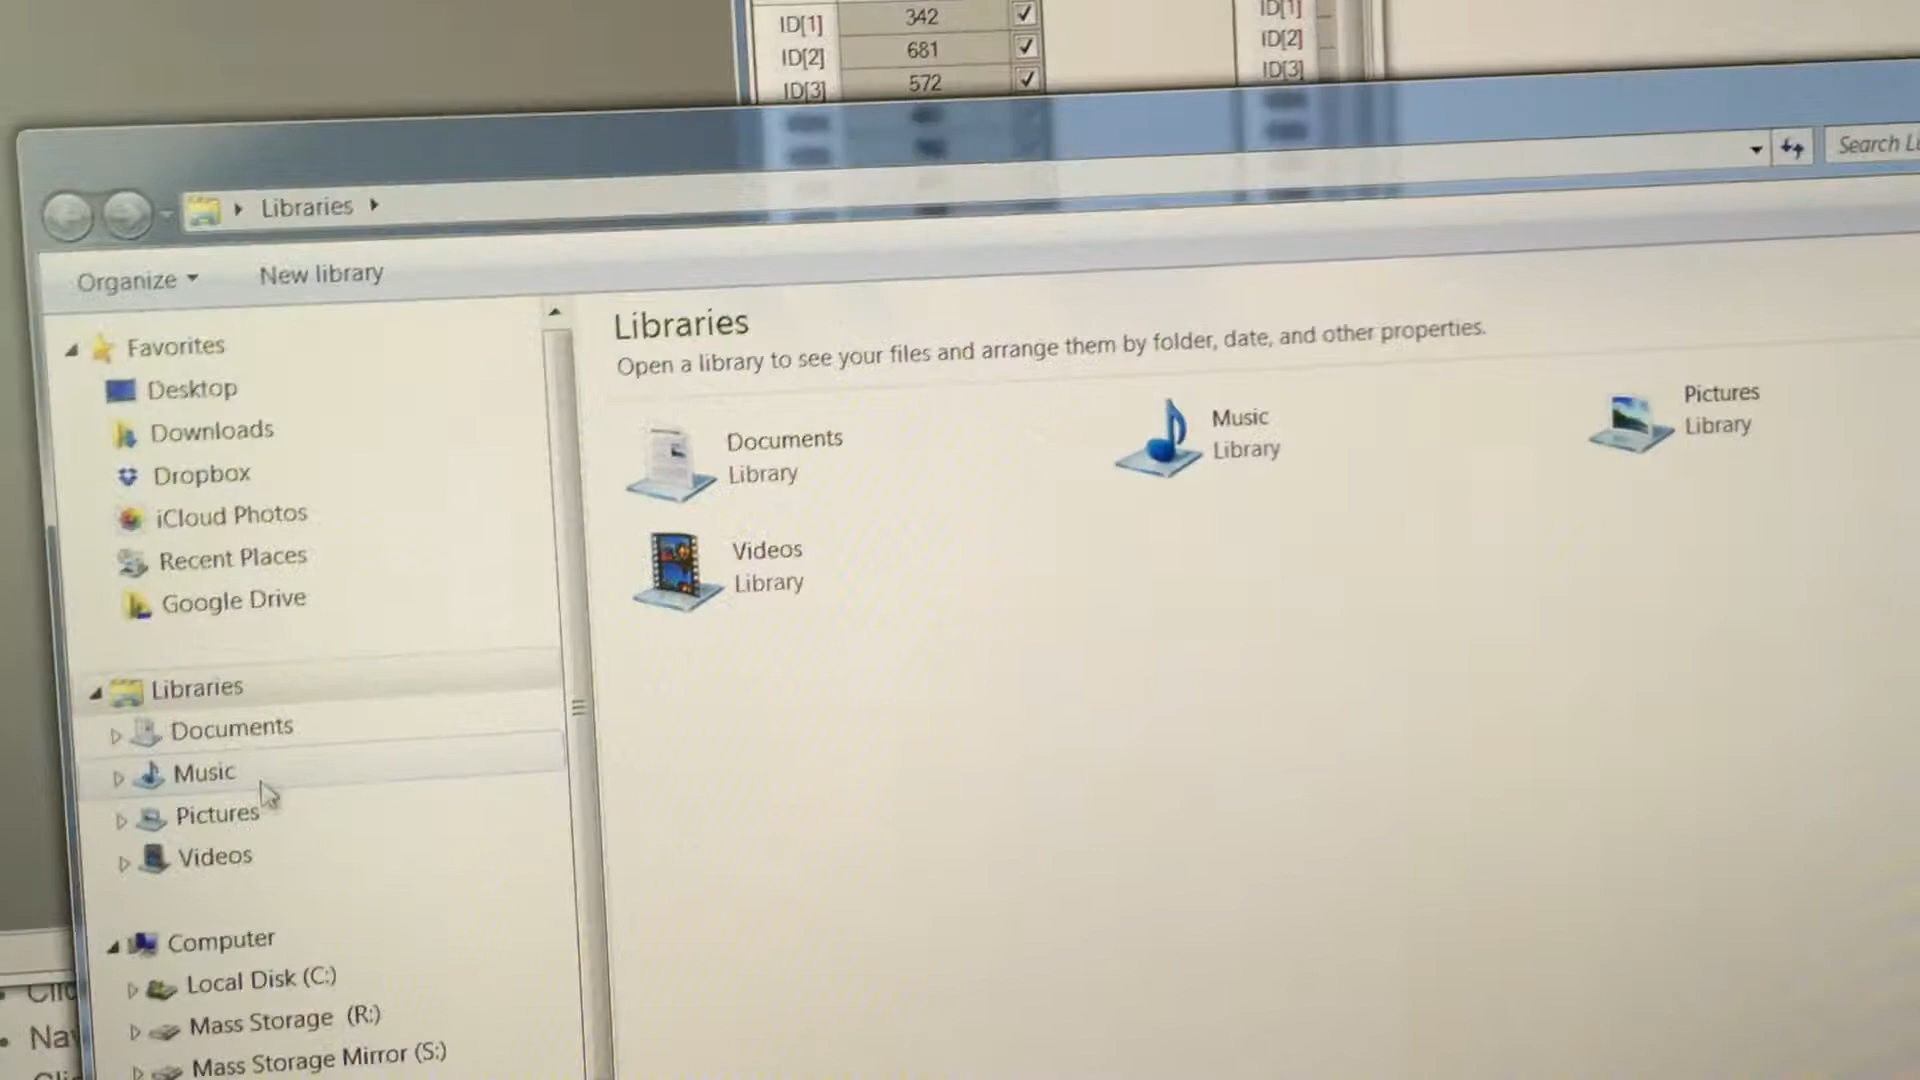 ID[1] 342
ID[2] 681
ID[3] 572
ID[1]
ID[2]
ID[3]
Libraries
Search
Organize
New library
Favorites
Desktop
Downloads
Dropbox
iCloud Photos
Recent Places
Google Drive
Libraries
Documents
Music
Pictures
Videos
Computer
Local Disk (C:)
Mass Storage (R:)
Mass Storage Mirror (S:)
Libraries
Open a library to see your files and arrange them by folder, date, and other properties.
Documents
Library
Music
Library
Pictures
Library
Videos
Library